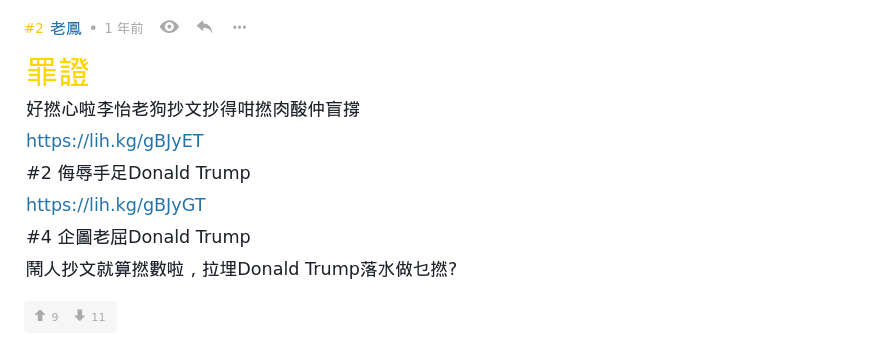 #2 老鳳 • 1 年前
罪證
好撚心啦李怡老狗抄文抄得咁撚肉酸仲盲撐
https://lih.kg/gBJyET
#2 侮辱手足Donald Trump
https://lih.kg/gBJyGT
#4 企圖老屈Donald Trump
鬧人抄文就算撚數啦，拉埋Donald Trump落水做乜撚?
9 11